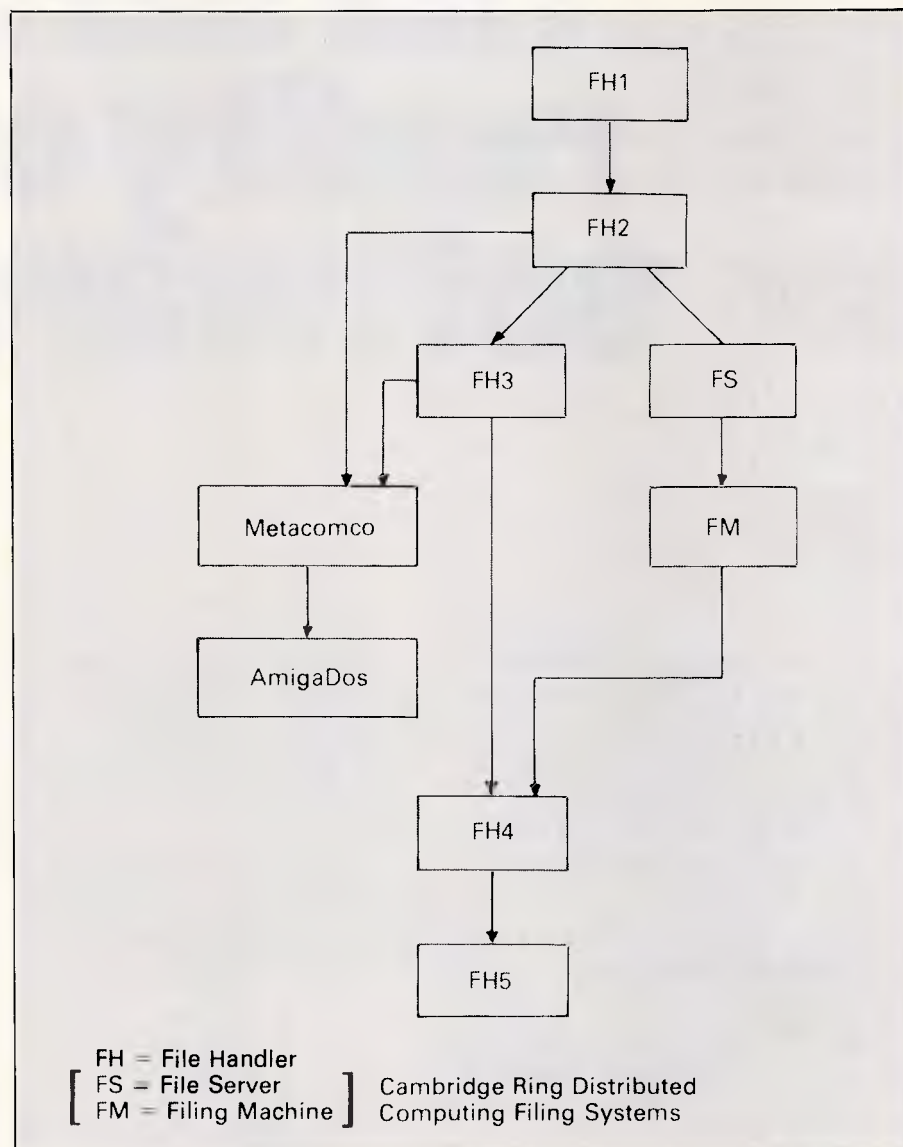 FH1
FH2
FH3
FS
Metacomco
FM
AmigaDos
FH4
FH5
FH = File Handler
FS = File Server
FM = Filing Machine
Cambridge Ring Distributed
Computing Filing Systems